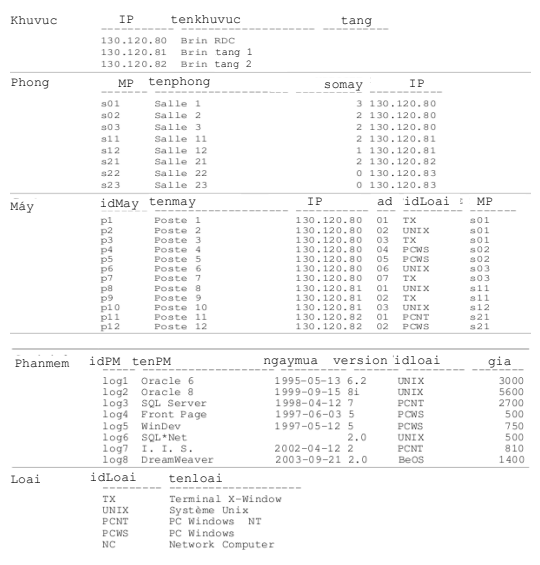 Khuvuc IP tenkhuvuc tang
130.120.80 Brin RDC
130.120.81 Brin tang 1
130.120.82 Brin tang 2
Phong MP tenphong somay IP
s01 Salle 1 3 130.120.80
s02 Salle 2 2 130.120.80
s03 Salle 3 2 130.120.80
s11 Salle 11 2 130.120.81
s12 Salle 12 1 130.120.81
s21 Salle 21 2 130.120.82
s22 Salle 22 0 130.120.83
s23 Salle 23 0 130.120.83
Máy idMay tenmay IP ad idLoai MP
p1 Poste 1 130.120.80 01 TX s01
p2 Poste 2 130.120.80 02 UNIX s01
p3 Poste 3 130.120.80 03 TX s01
p4 Poste 4 130.120.80 04 PCWS s02
p5 Poste 5 130.120.80 05 PCWS s02
p6 Poste 6 130.120.80 06 UNIX s03
p7 Poste 7 130.120.80 07 TX s03
p8 Poste 8 130.120.81 01 UNIX s11
p9 Poste 9 130.120.81 02 TX s11
p10 Poste 10 130.120.81 03 UNIX s12
p11 Poste 11 130.120.82 01 PCNT s21
p12 Poste 12 130.120.82 02 PCWS s21
Phanmem idPM tenPM ngaymua version idloai gia
log1 Oracle 6 1995-05-13 6.2 UNIX 3000
log2 Oracle 8 1999-09-15 8i UNIX 5600
log3 SQL Server 1998-04-12 7 PCNT 2700
log4 Front Page 1997-06-03 5 PCWS 500
log5 WinDev 1997-05-12 5 PCWS 750
log6 SQL*Net 2.0 UNIX 500
log7 I. I. S. 2002-04-12 2 PCNT 810
log8 DreamWeaver 2003-09-21 2.0 BeOS 1400
Loai idLoai tenloai
TX Terminal X-Window
UNIX Système Unix
PCNT PC Windows NT
PCWS PC Windows
NC Network Computer